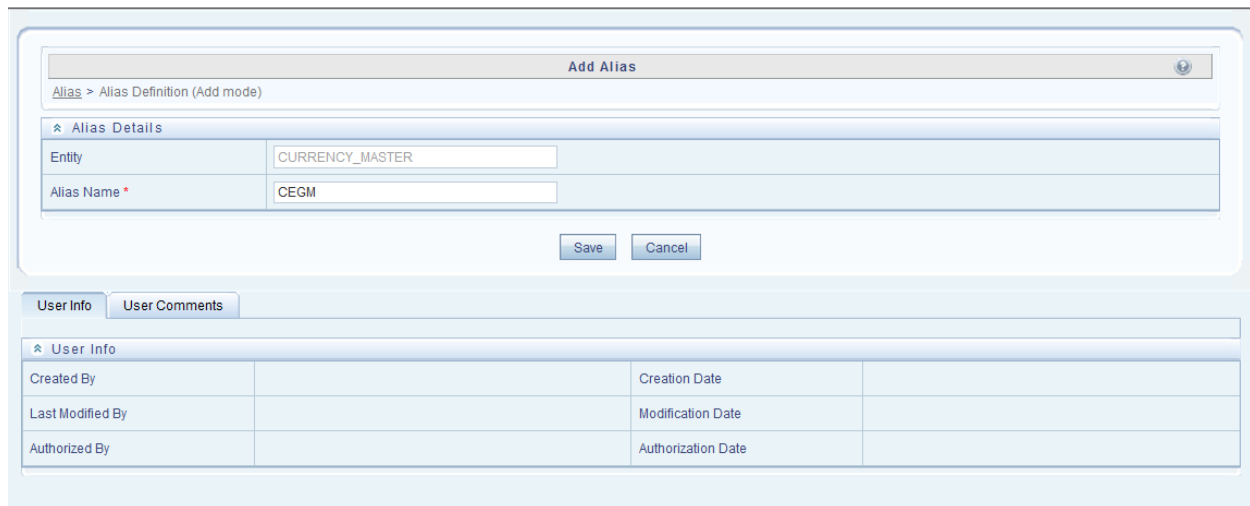 Add Alias
Alias > Alias Definition (Add mode)
Alias Details
Entity CURRENCY_MASTER
Alias Name * CEGM
Save Cancel
User Info User Comments
User Info
Created By Creation Date
Last Modified By Modification Date
Authorized By Authorization Date